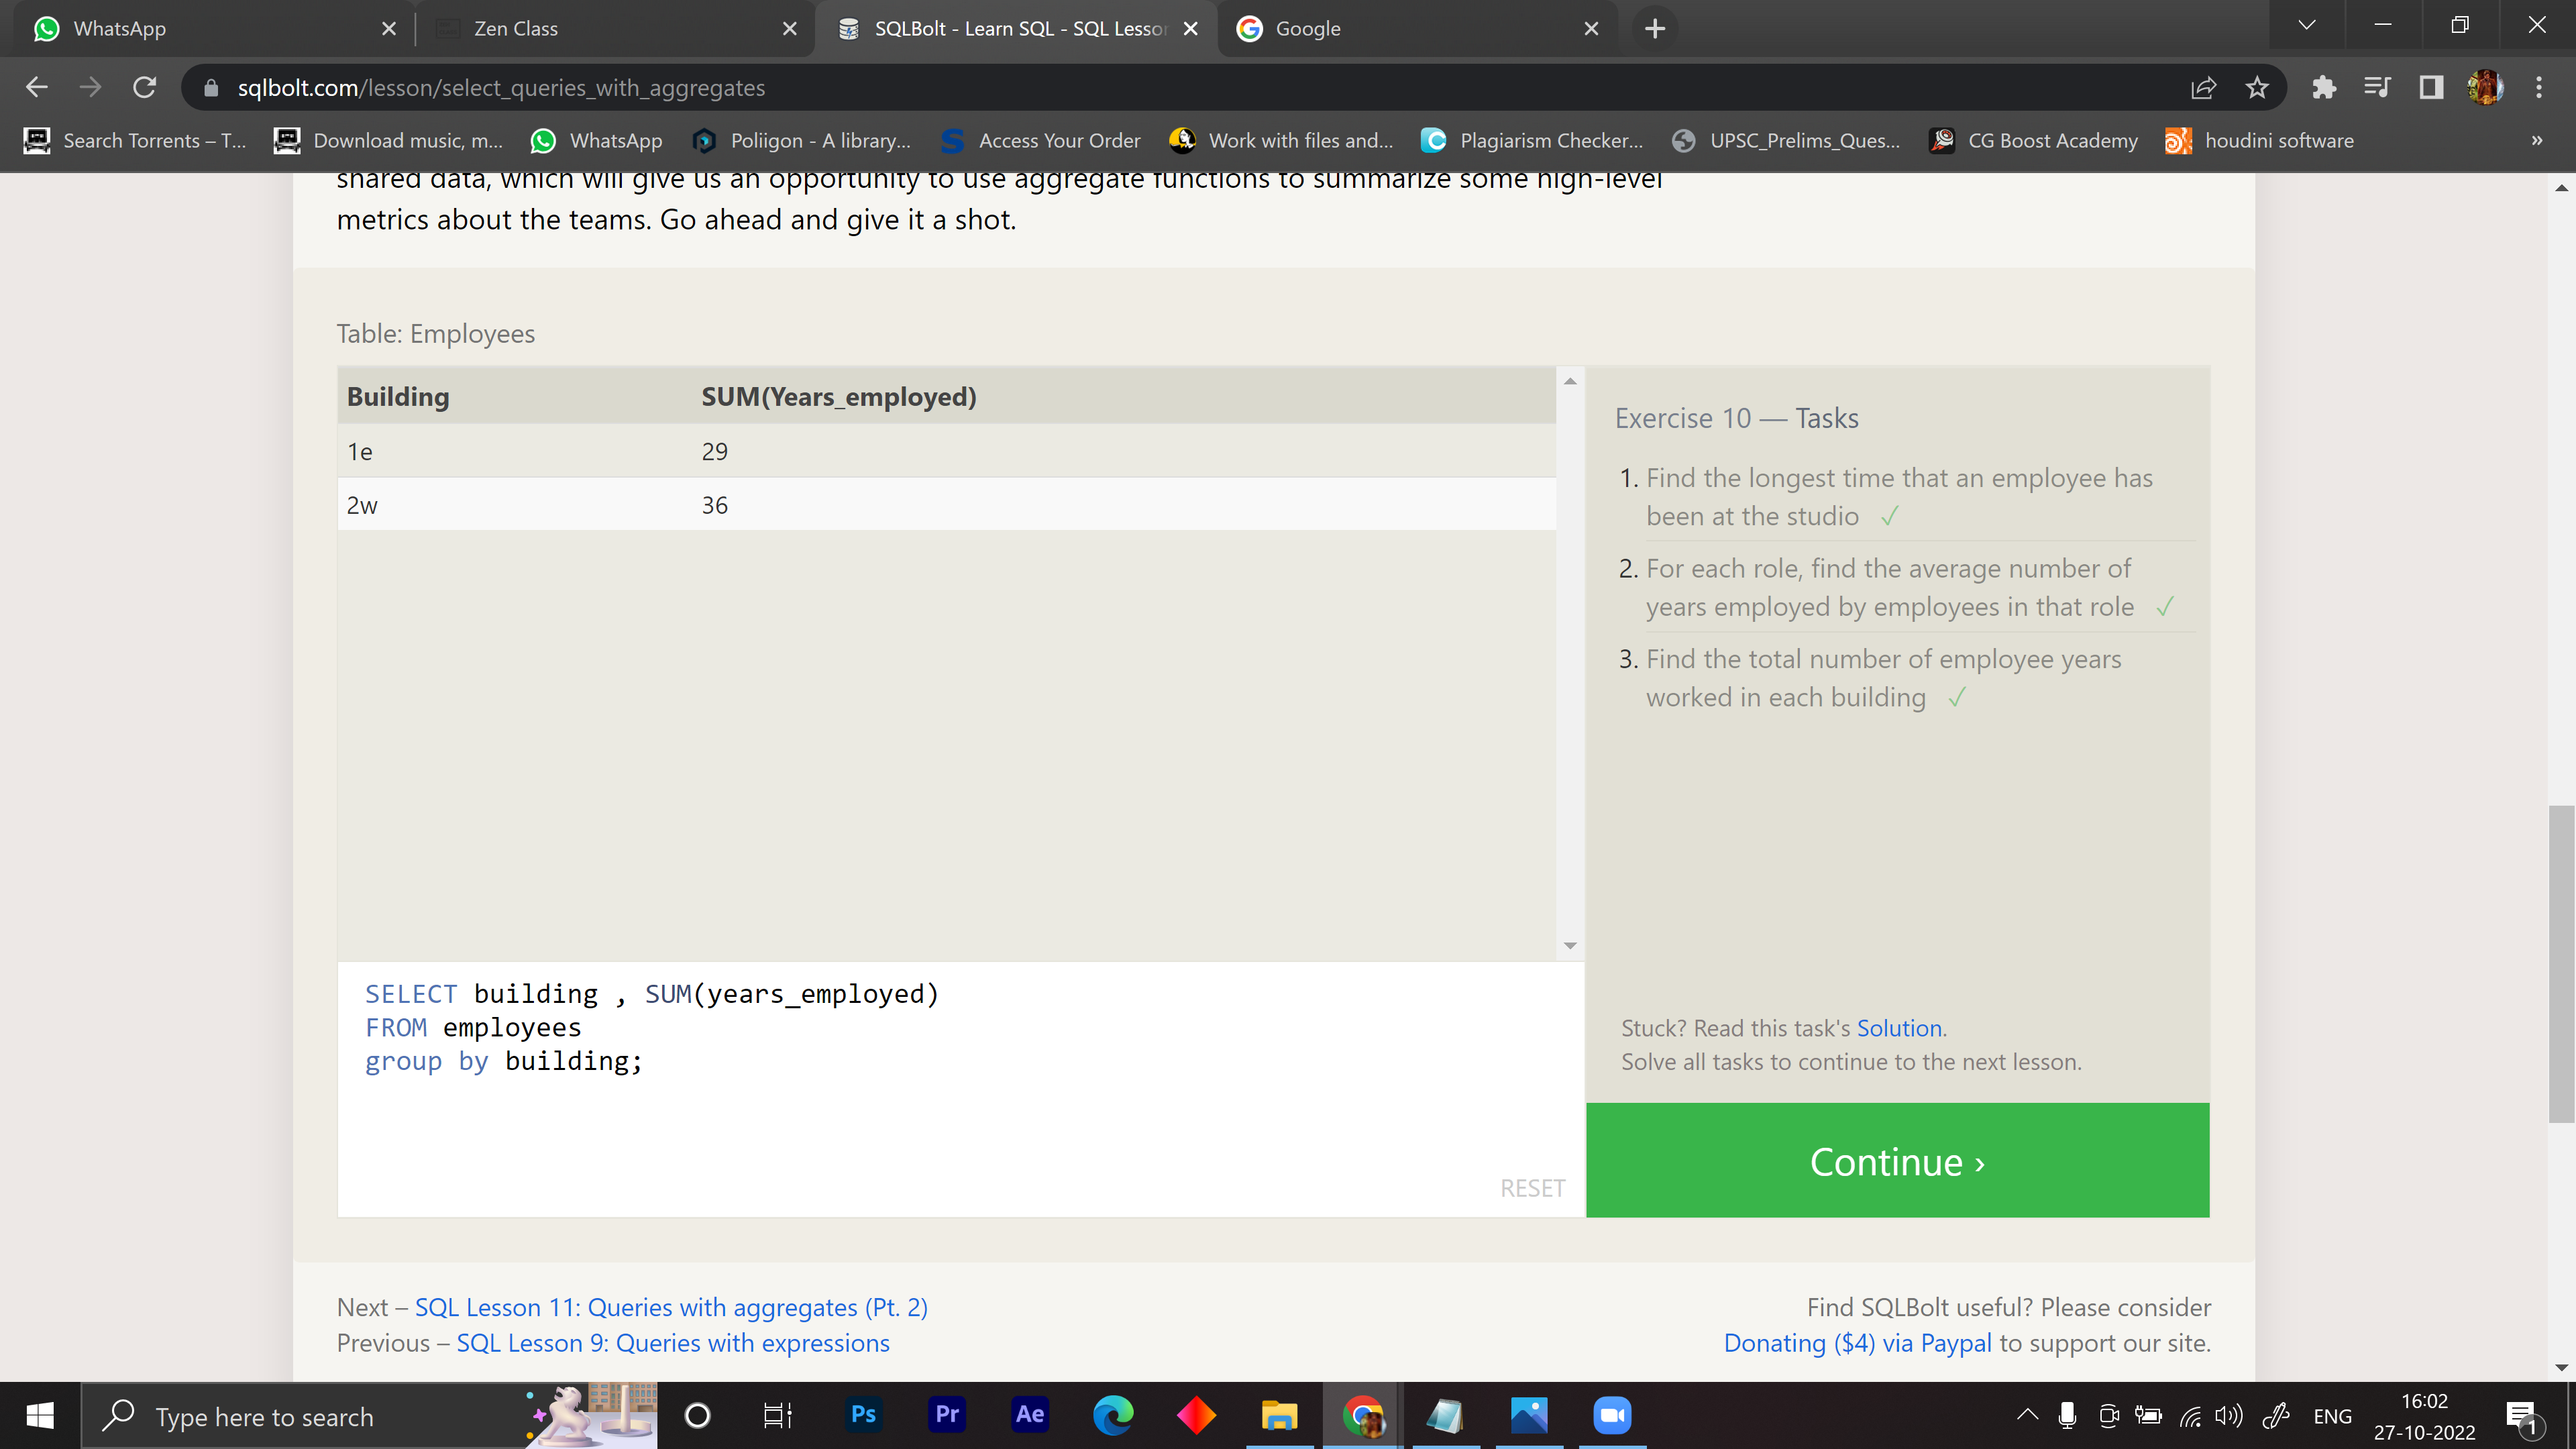 WhatsApp
Zen Class
SQLBolt - Learn SQL - SQL Lesso
Google
sqlbolt.com/lesson/select_queries_with_aggregates
Search Torrents – T...
Download music, m...
WhatsApp
Poliigon - A library...
Access Your Order
Work with files and...
Plagiarism Checker...
UPSC_Prelims_Ques...
CG Boost Academy
houdini software
»
shared data, which will give us an opportunity to use aggregate functions to summarize some high-level
metrics about the teams. Go ahead and give it a shot.
Table: Employees
Building SUM(Years_employed)
1e 29
2w 36
Exercise 10 — Tasks
1. Find the longest time that an employee has
been at the studio ✓
2. For each role, find the average number of
years employed by employees in that role ✓
3. Find the total number of employee years
worked in each building ✓
SELECT building , SUM(years_employed)
FROM employees
group by building;
RESET
Stuck? Read this task's Solution.
Solve all tasks to continue to the next lesson.
Continue ›
Next – SQL Lesson 11: Queries with aggregates (Pt. 2)
Previous – SQL Lesson 9: Queries with expressions
Find SQLBolt useful? Please consider
Donating ($4) via Paypal to support our site.
Type here to search
Ps
Pr
Ae
ENG
16:02
27-10-2022
1